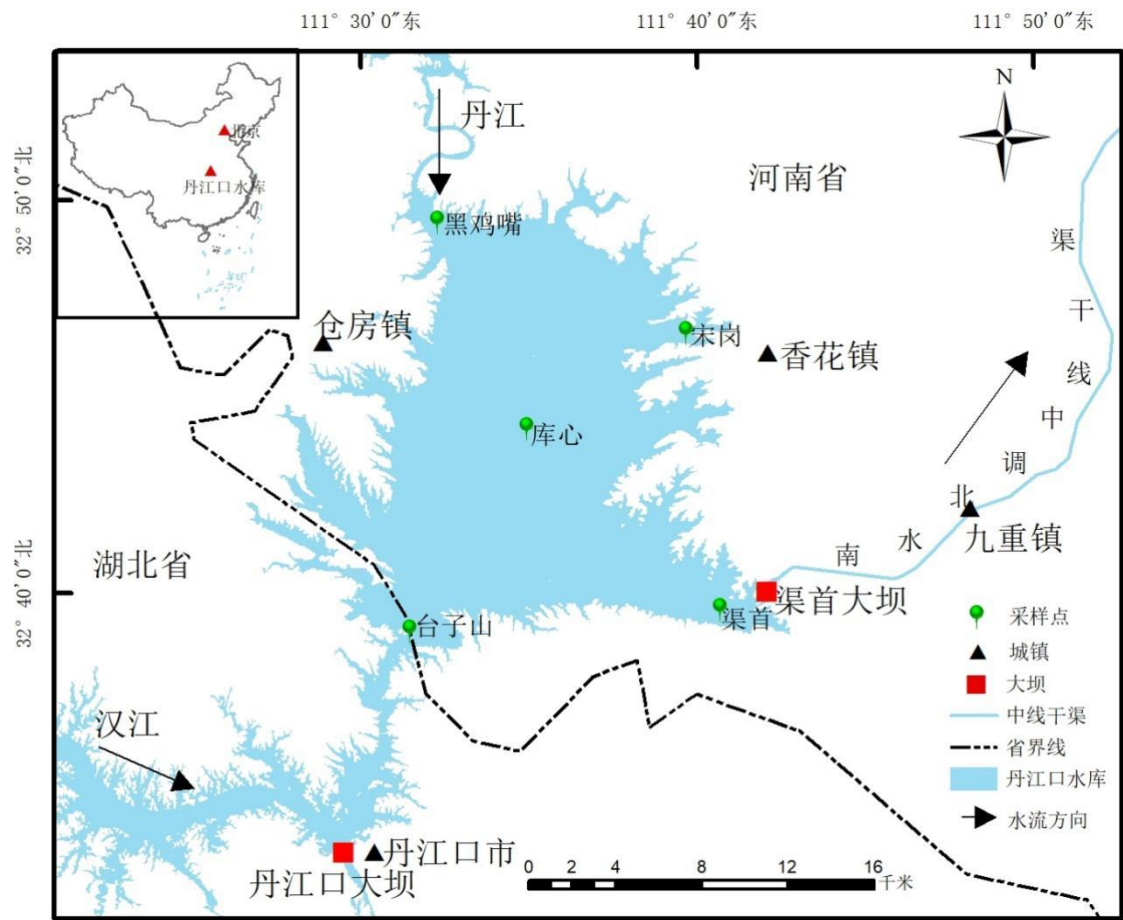 111° 30′ 0″东
111° 40′ 0″东
111° 50′ 0″东
32° 50′ 0″北
32° 40′ 0″北
北京
丹江口水库
丹江
河南省
N
黑鸡嘴
仓房镇
宋岗
香花镇
库心
湖北省
南水北调中线干渠
九重镇
渠首大坝
渠首
台子山
汉江
丹江口市
丹江口大坝
采样点
城镇
大坝
中线干渠
省界线
丹江口水库
水流方向
0 2 4 8 12 16
千米